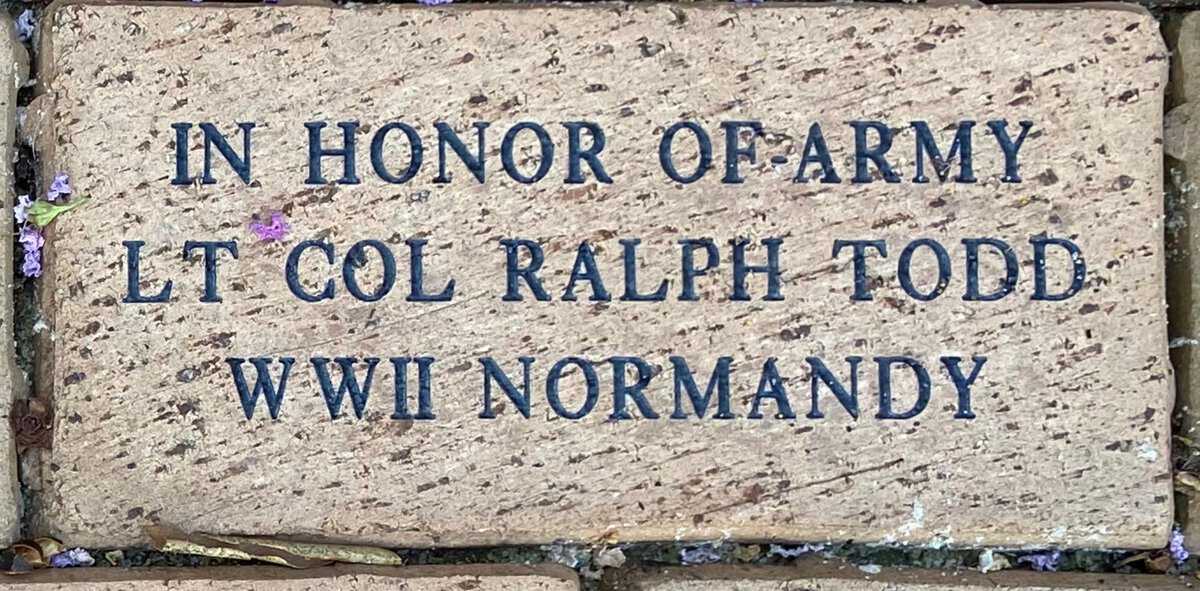 IN HONOR OF-ARMY
LT COL RALPH TODD
WWII NORMANDY